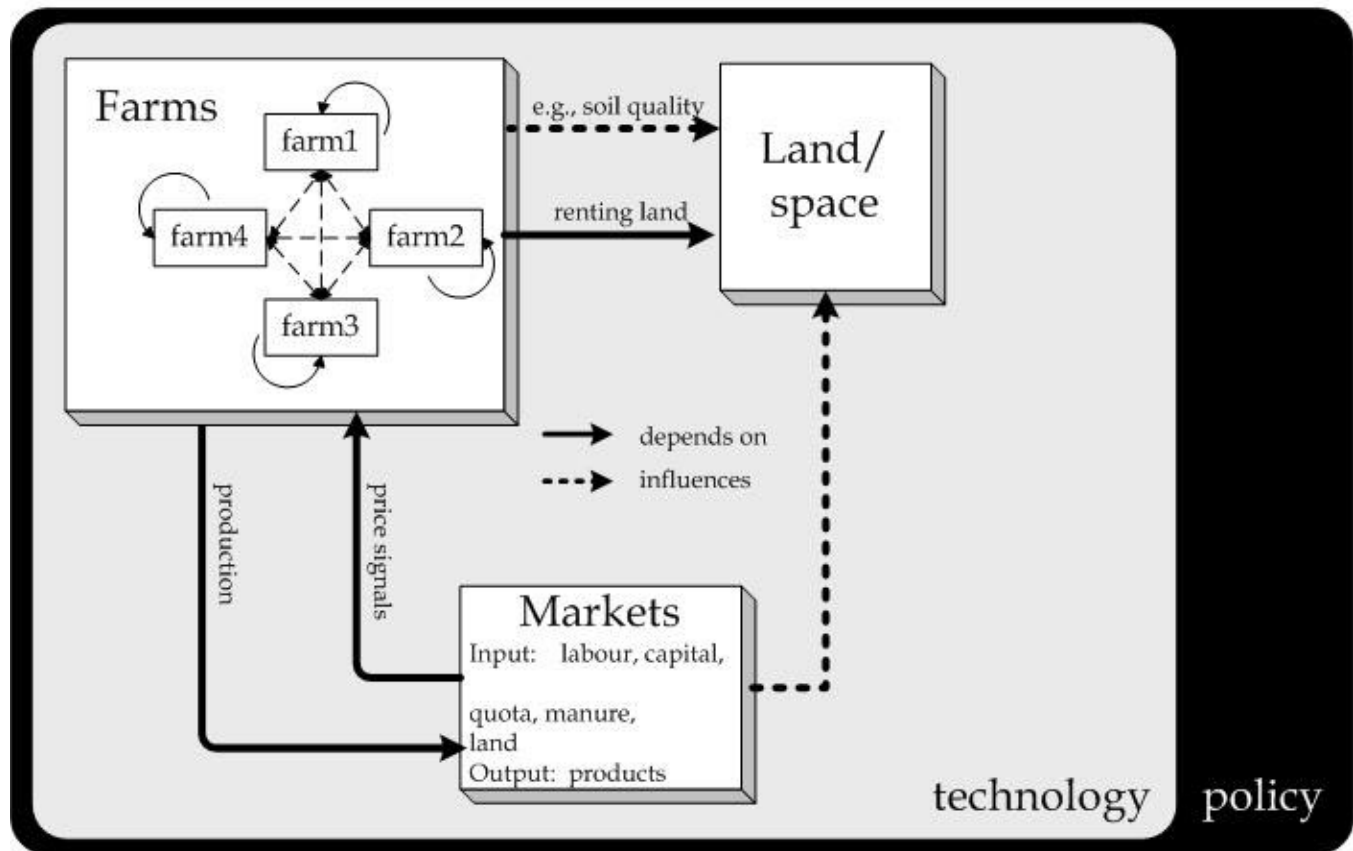 Farms
farm1
farm4
farm2
farm3
e.g., soil quality
renting land
Land/
space
depends on
influences
production
price signals
Markets
Input: labour, capital,
quota, manure,
land
Output: products
technology
policy